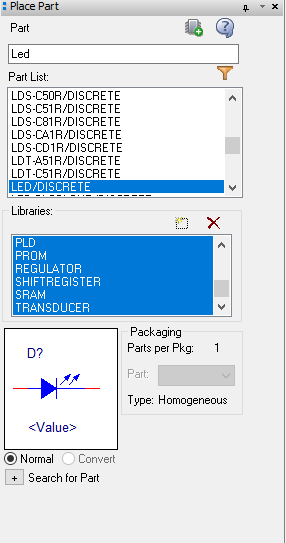 Place Part
Part
Led
Part List:
LDS-C50R/DISCRETE
LDS-C51R/DISCRETE
LDS-C81R/DISCRETE
LDS-CA1R/DISCRETE
LDS-CD1R/DISCRETE
LDT-A51R/DISCRETE
LDT-C51R/DISCRETE
LED/DISCRETE
Libraries:
PLD
PROM
REGULATOR
SHIFTREGISTER
SRAM
TRANSDUCER
D?
<Value>
Packaging
Parts per Pkg: 1
Part:
Type: Homogeneous
Normal Convert
+ Search for Part